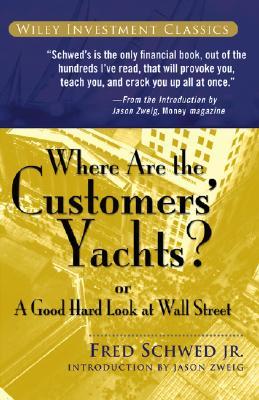 WILEY INVESTMENT CLASSICS
"Schwed's is the only financial book, out of the
hundreds I've read, that will provoke you,
teach you, and crack you up all at once."
—From the Introduction by
Jason Zweig, Money magazine
Where Are the
Customers'
Yachts?
or
A Good Hard Look at Wall Street
FRED SCHWED JR.
INTRODUCTION BY JASON ZWEIG